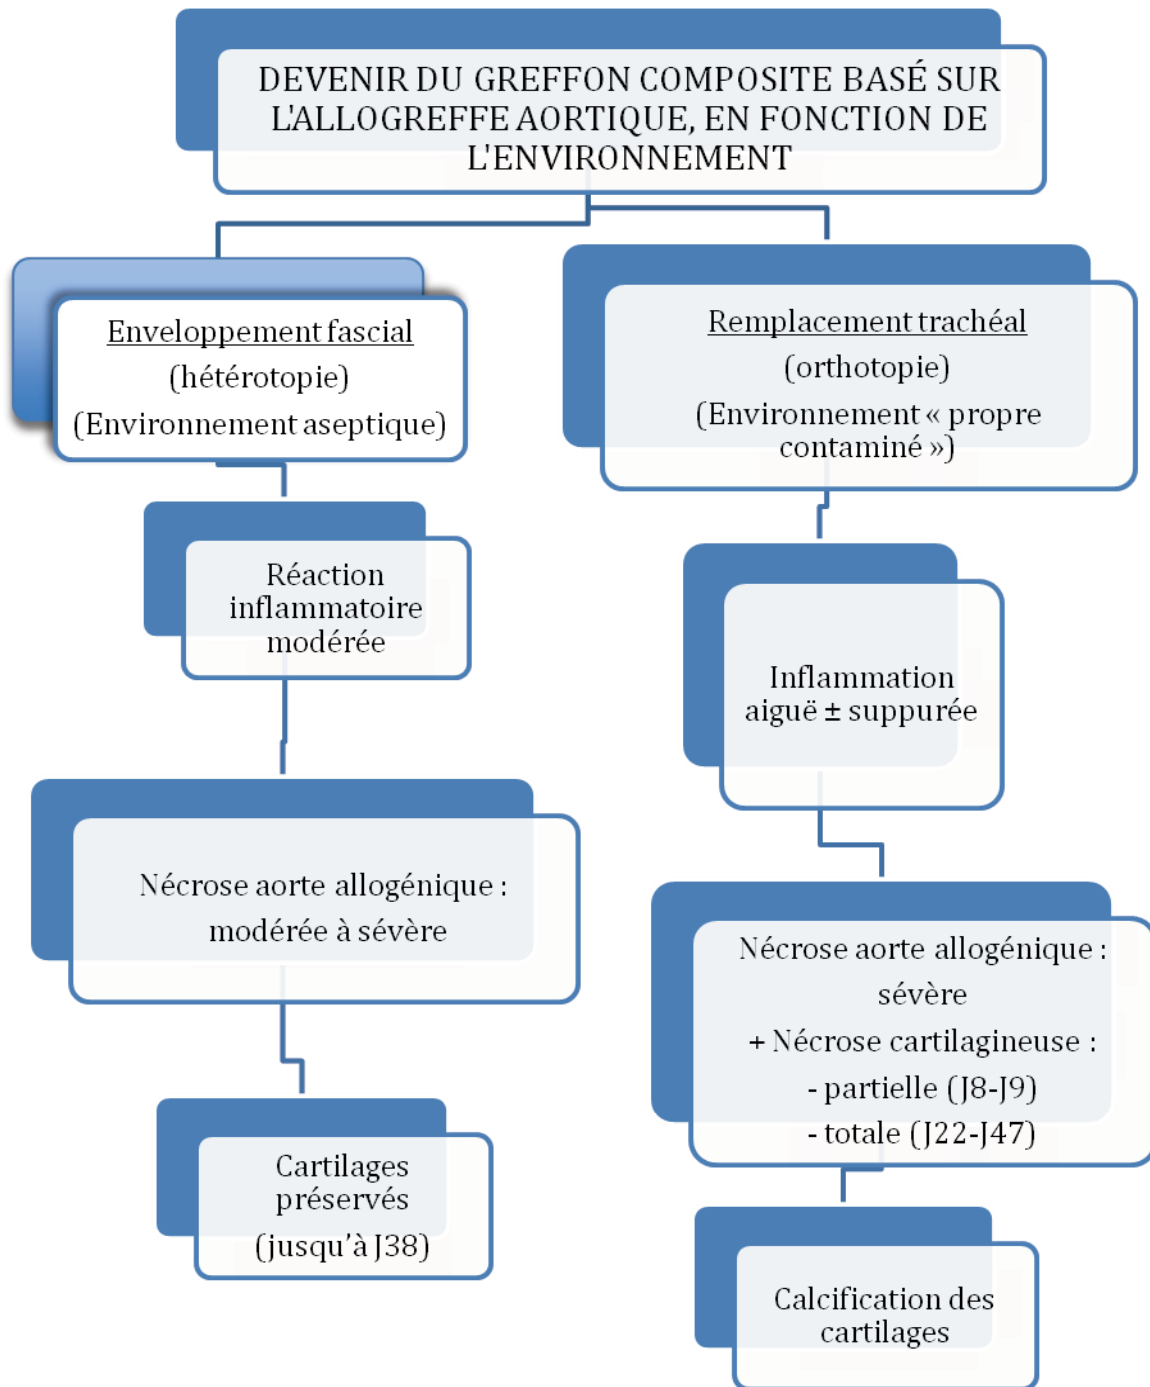 DEVENIR DU GREFFON COMPOSITE BASÉ SUR
L'ALLOGREFFE AORTIQUE, EN FONCTION DE
L'ENVIRONNEMENT
Enveloppement fascial
(hétérotopie)
(Environnement aseptique)
Réaction
inflammatoire
modérée
Nécrose aorte allogénique :
modérée à sévère
Cartilages
préservés
(jusqu’à J38)
Remplacement trachéal
(orthotopie)
(Environnement « propre
contaminé »)
Inflammation
aiguë ± suppurée
Nécrose aorte allogénique :
sévère
+ Nécrose cartilagineuse :
- partielle (J8-J9)
- totale (J22-J47)
Calcification des
cartilages